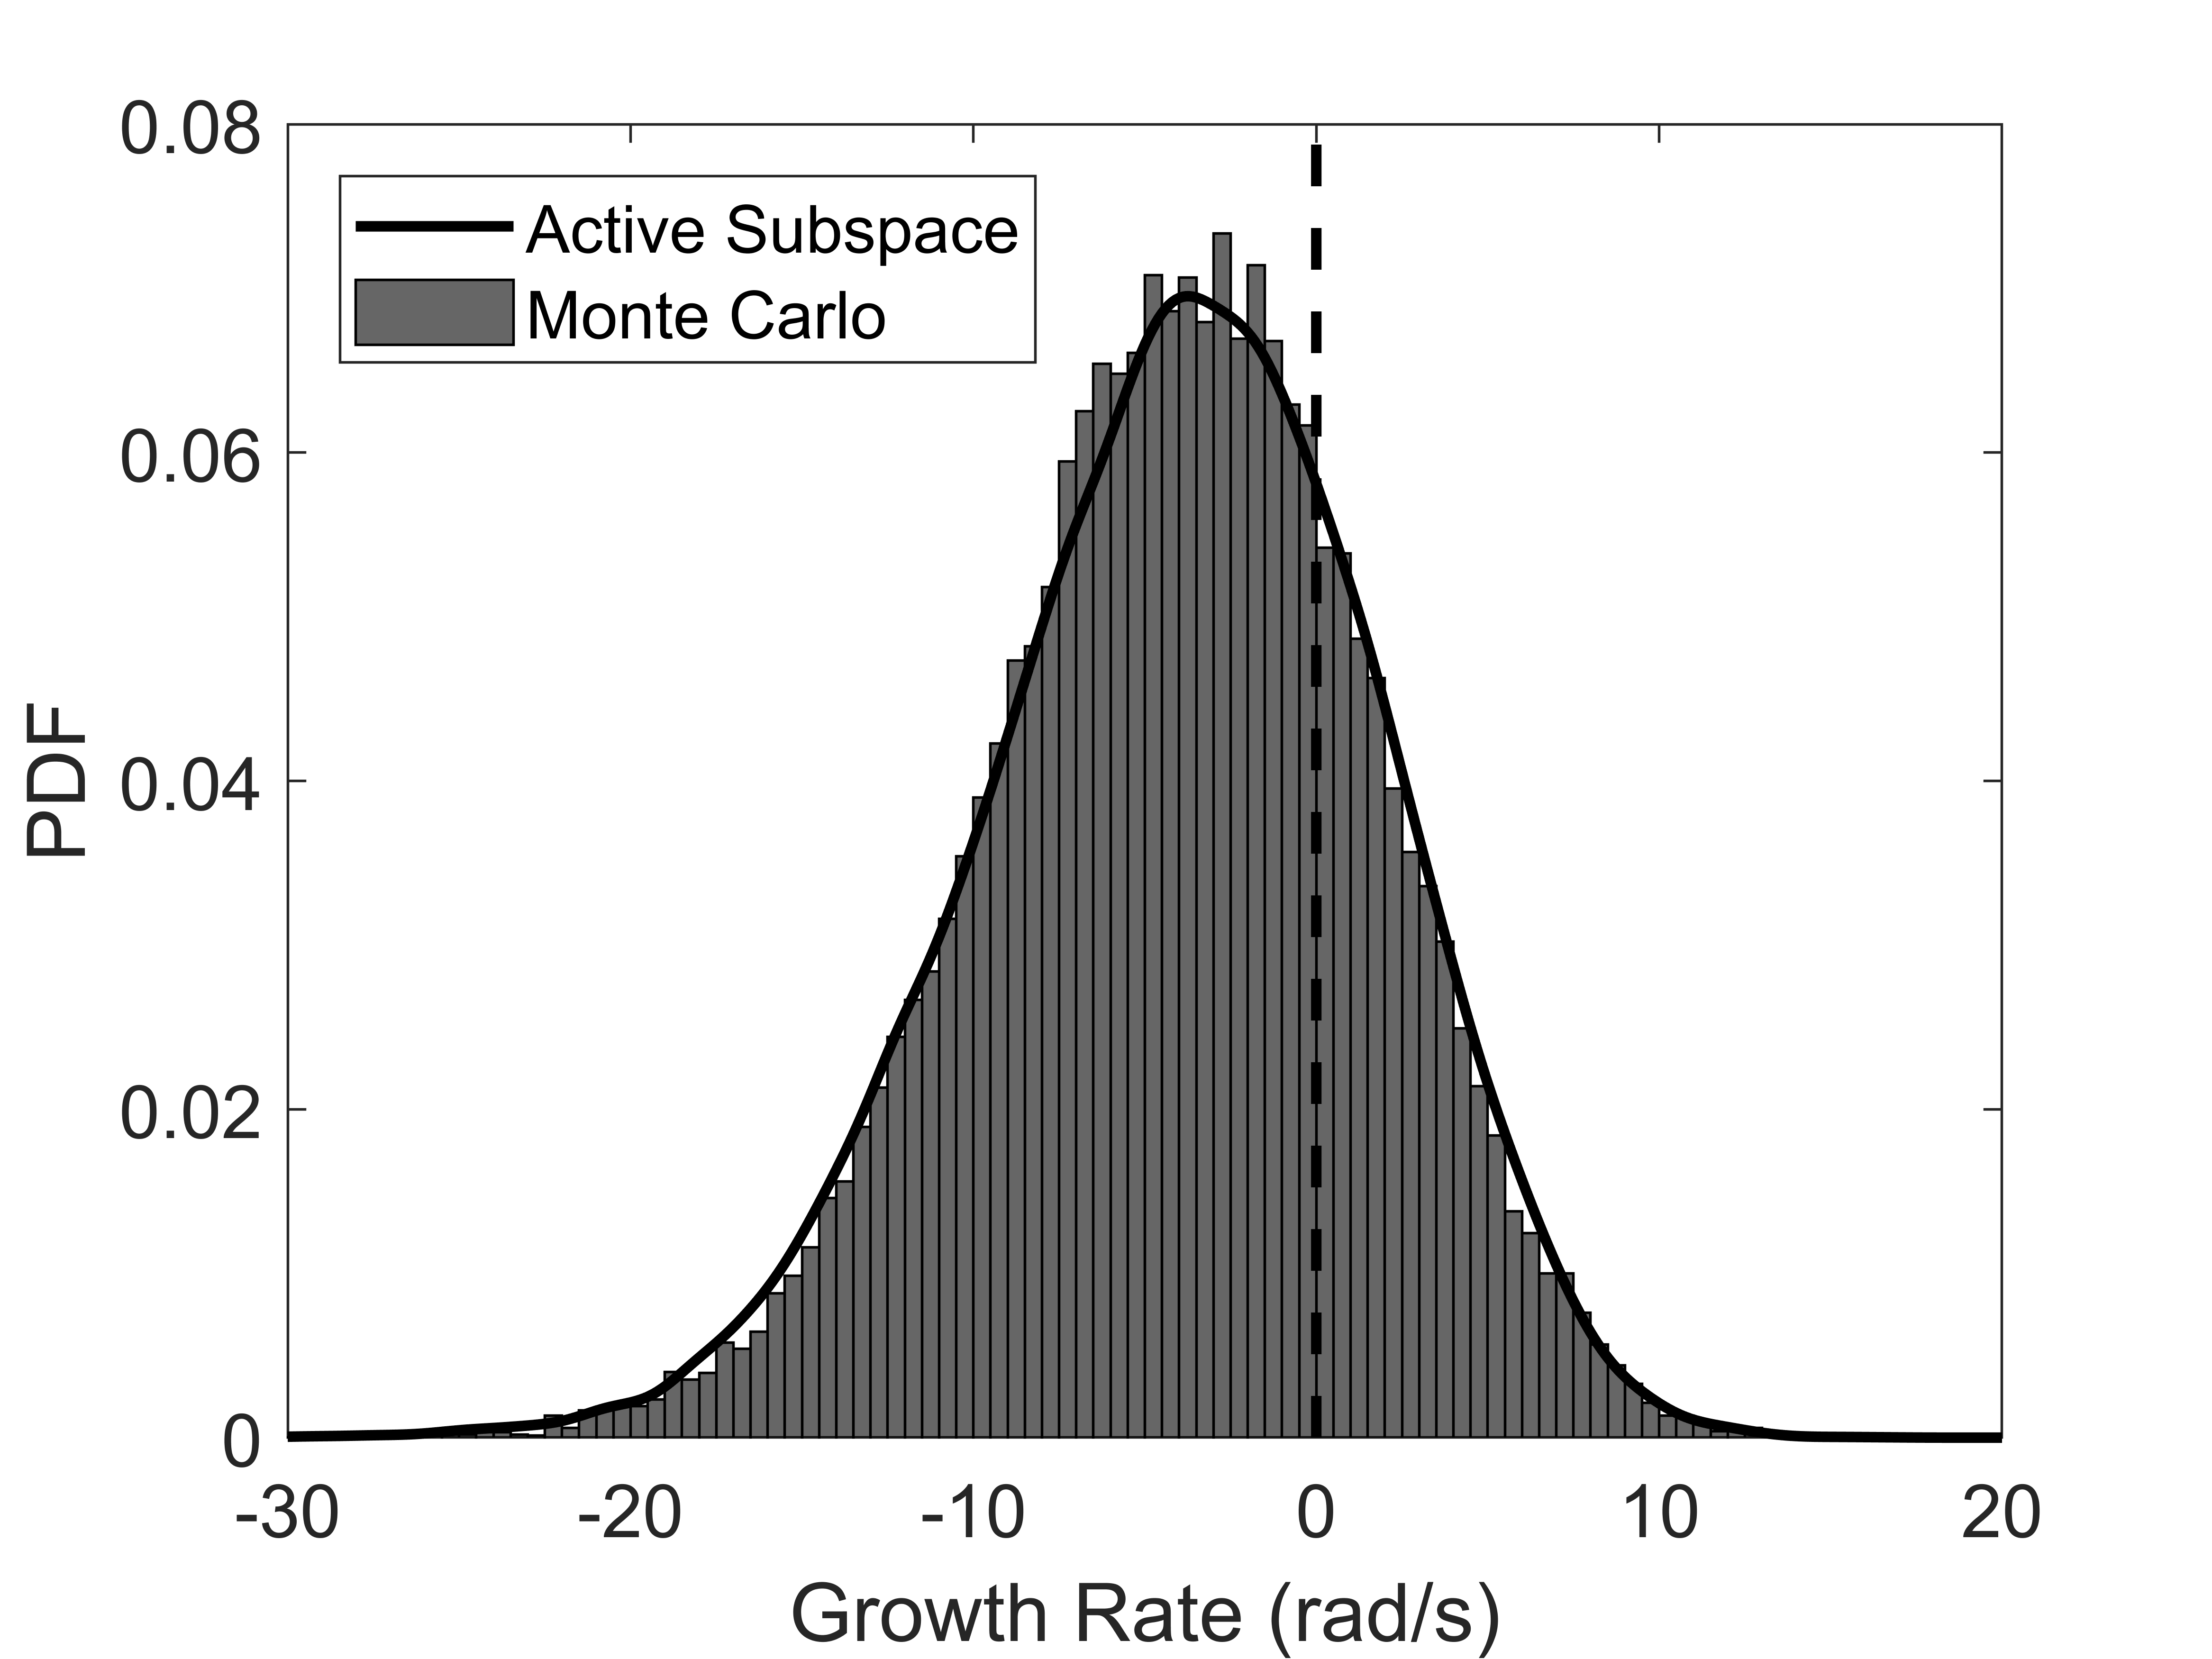 0.08
Active Subspace
Monte Carlo
0.06
PDF
0.04
0.02
0
-30 -20 -10 0 10 20
Growth Rate (rad/s)